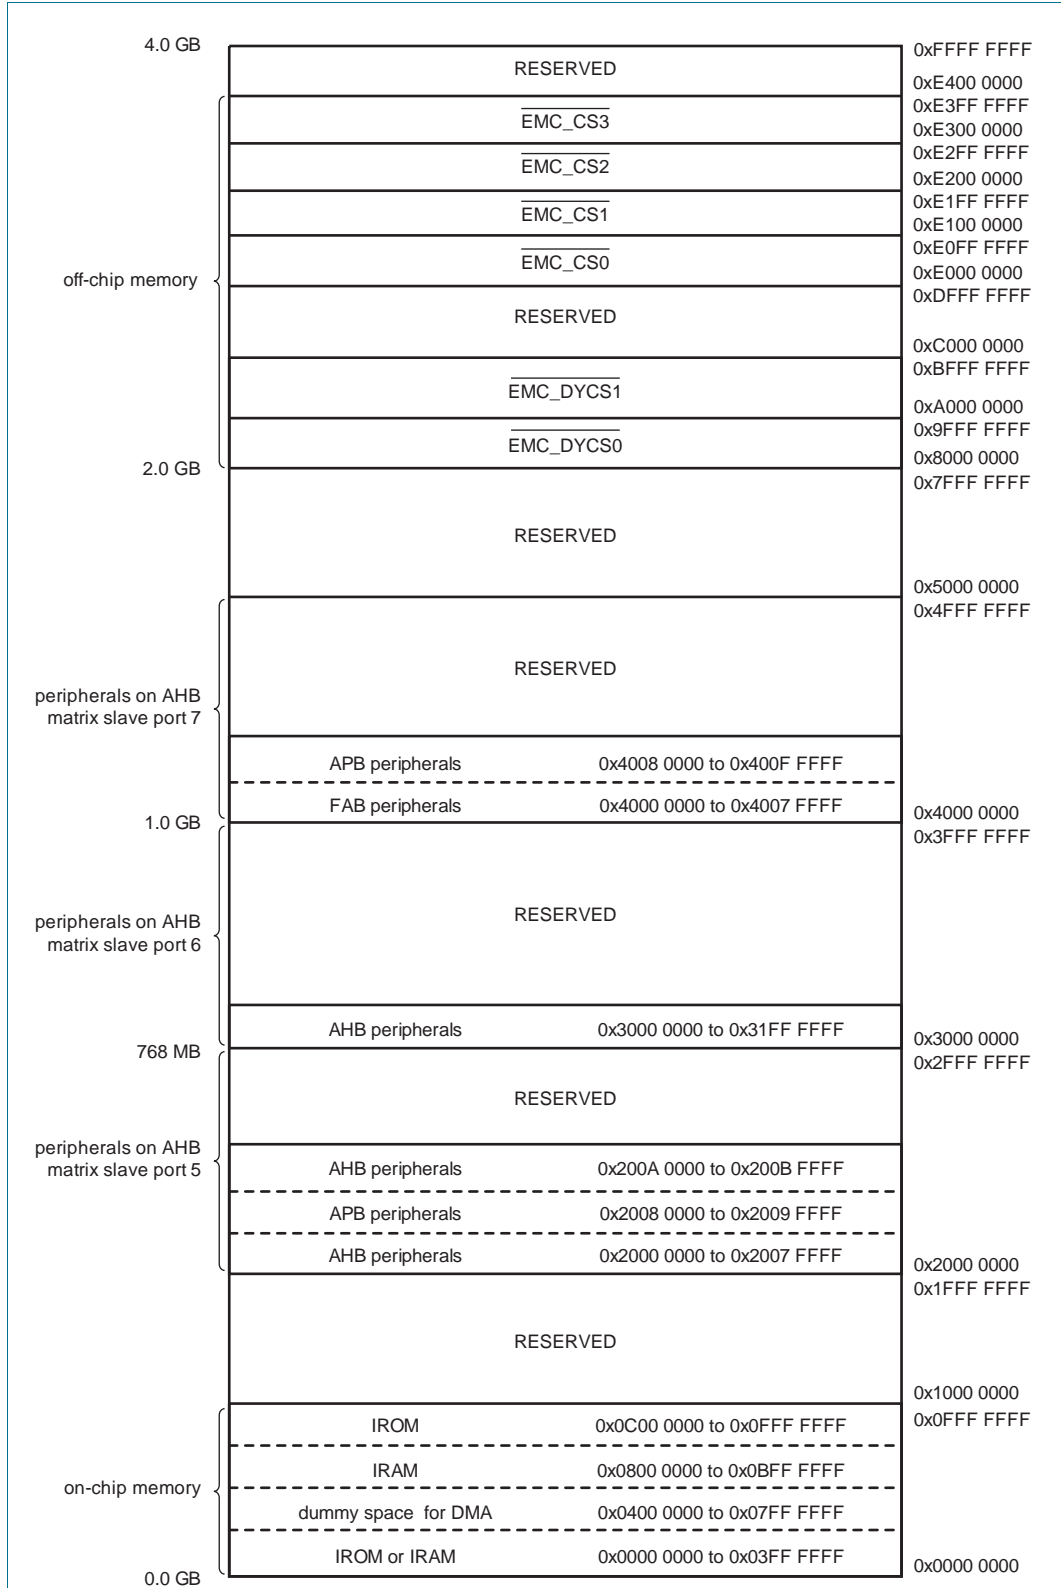 4.0 GB
0xFFFF FFFF
RESERVED
0xE400 0000
EMC_CS3
0xE3FF FFFF
0xE300 0000
EMC_CS2
0xE2FF FFFF
0xE200 0000
EMC_CS1
0xE1FF FFFF
0xE100 0000
EMC_CS0
0xE0FF FFFF
0xE000 0000
off-chip memory
0xDFFF FFFF
RESERVED
0xC000 0000
0xBFFF FFFF
EMC_DYCS1
0xA000 0000
0x9FFF FFFF
EMC_DYCS0
0x8000 0000
2.0 GB
0x7FFF FFFF
RESERVED
0x5000 0000
0x4FFF FFFF
RESERVED
peripherals on AHB
matrix slave port 7
APB peripherals 0x4008 0000 to 0x400F FFFF
FAB peripherals 0x4000 0000 to 0x4007 FFFF
0x4000 0000
1.0 GB
0x3FFF FFFF
RESERVED
peripherals on AHB
matrix slave port 6
AHB peripherals 0x3000 0000 to 0x31FF FFFF
0x3000 0000
768 MB
0x2FFF FFFF
RESERVED
peripherals on AHB
matrix slave port 5
AHB peripherals 0x200A 0000 to 0x200B FFFF
APB peripherals 0x2008 0000 to 0x2009 FFFF
AHB peripherals 0x2000 0000 to 0x2007 FFFF
0x2000 0000
0x1FFF FFFF
RESERVED
0x1000 0000
0x0FFF FFFF
IROM 0x0C00 0000 to 0x0FFF FFFF
IRAM 0x0800 0000 to 0x0BFF FFFF
on-chip memory
dummy space for DMA 0x0400 0000 to 0x07FF FFFF
IROM or IRAM 0x0000 0000 to 0x03FF FFFF
0x0000 0000
0.0 GB